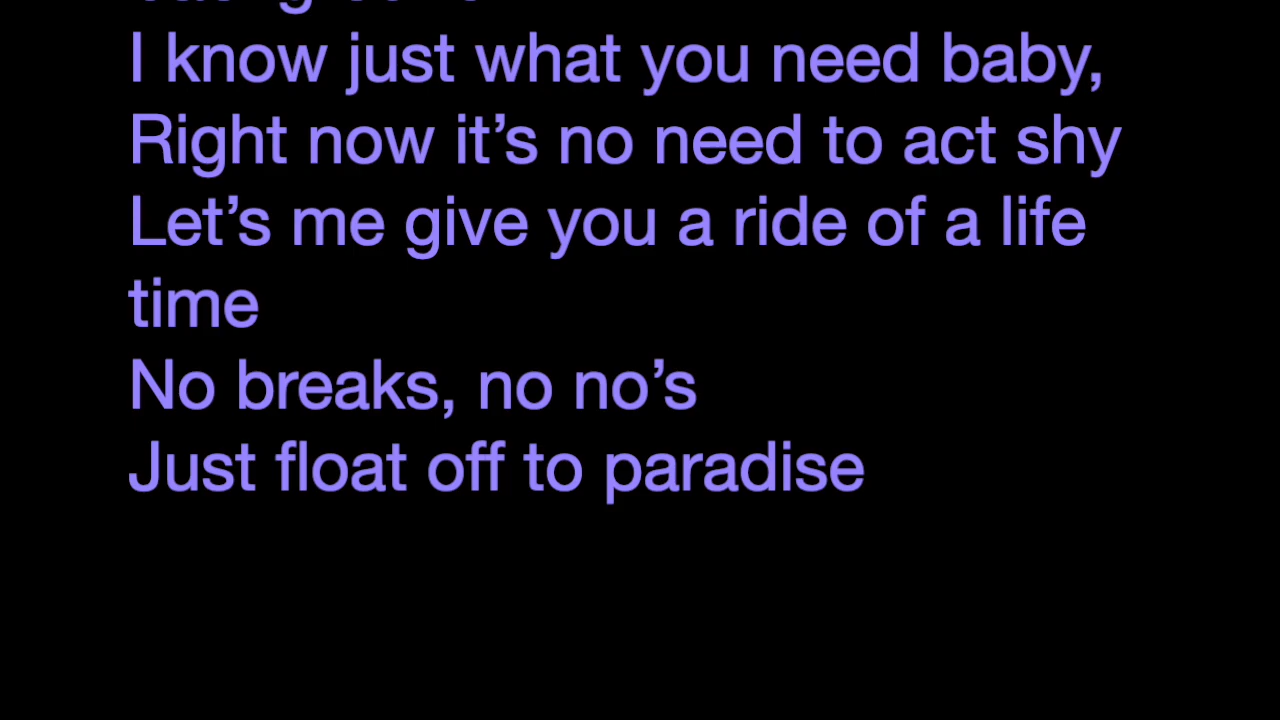 I know just what you need baby,
Right now it’s no need to act shy
Let’s me give you a ride of a life
time
No breaks, no no’s
Just float off to paradise